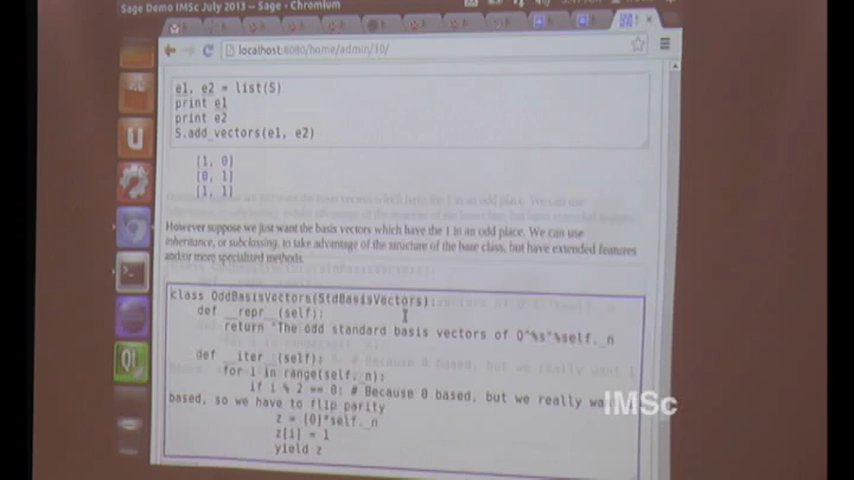 Sage Demo IMSc July 2013 -- Sage - Chromium
localhost:8080/home/admin/10/
e1, e2 = list(S)
print e1
print e2
S.add_vectors(e1, e2)
[1, 0]
[0, 1]
[1, 1]
However suppose we just want the basis vectors which have the 1 in an odd place. We can use
inheritance, or subclassing, to take advantage of the structure of the base class, but have extended features
and/or more specialized methods.
class OddBasisVectors(StdBasisVectors):
def __repr__(self):
return "The odd standard basis vectors of Q^%s"%self._n
def __iter__(self):
for i in range(self._n):
if i % 2 == 0: # Because 0 based, but we really
based, so we have to flip parity
z = [0]*self._n
z[i] = 1
yield z
IMSc